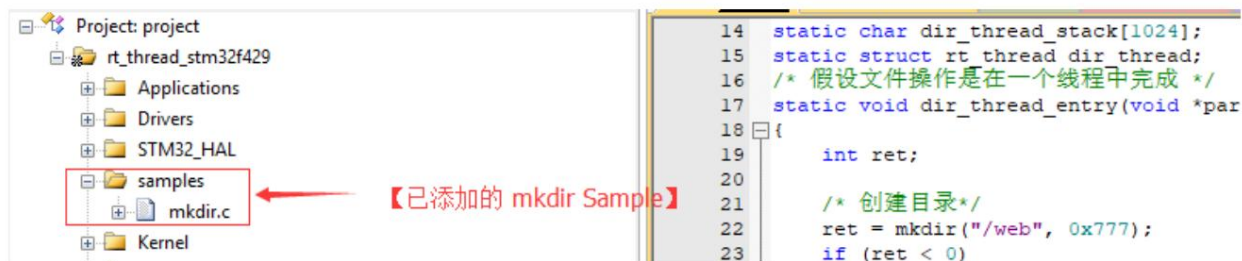 Project: project
rt_thread_stm32f429
Applications
Drivers
STM32_HAL
samples
mkdir.c
Kernel
【已添加的 mkdir Sample】
14 static char dir_thread_stack[1024];
15 static struct rt_thread dir_thread;
16 /* 假设文件操作是在一个线程中完成 */
17 static void dir_thread_entry(void *par
18 {
19 int ret;
20
21 /* 创建目录*/
22 ret = mkdir("/web", 0x777);
23 if (ret < 0)